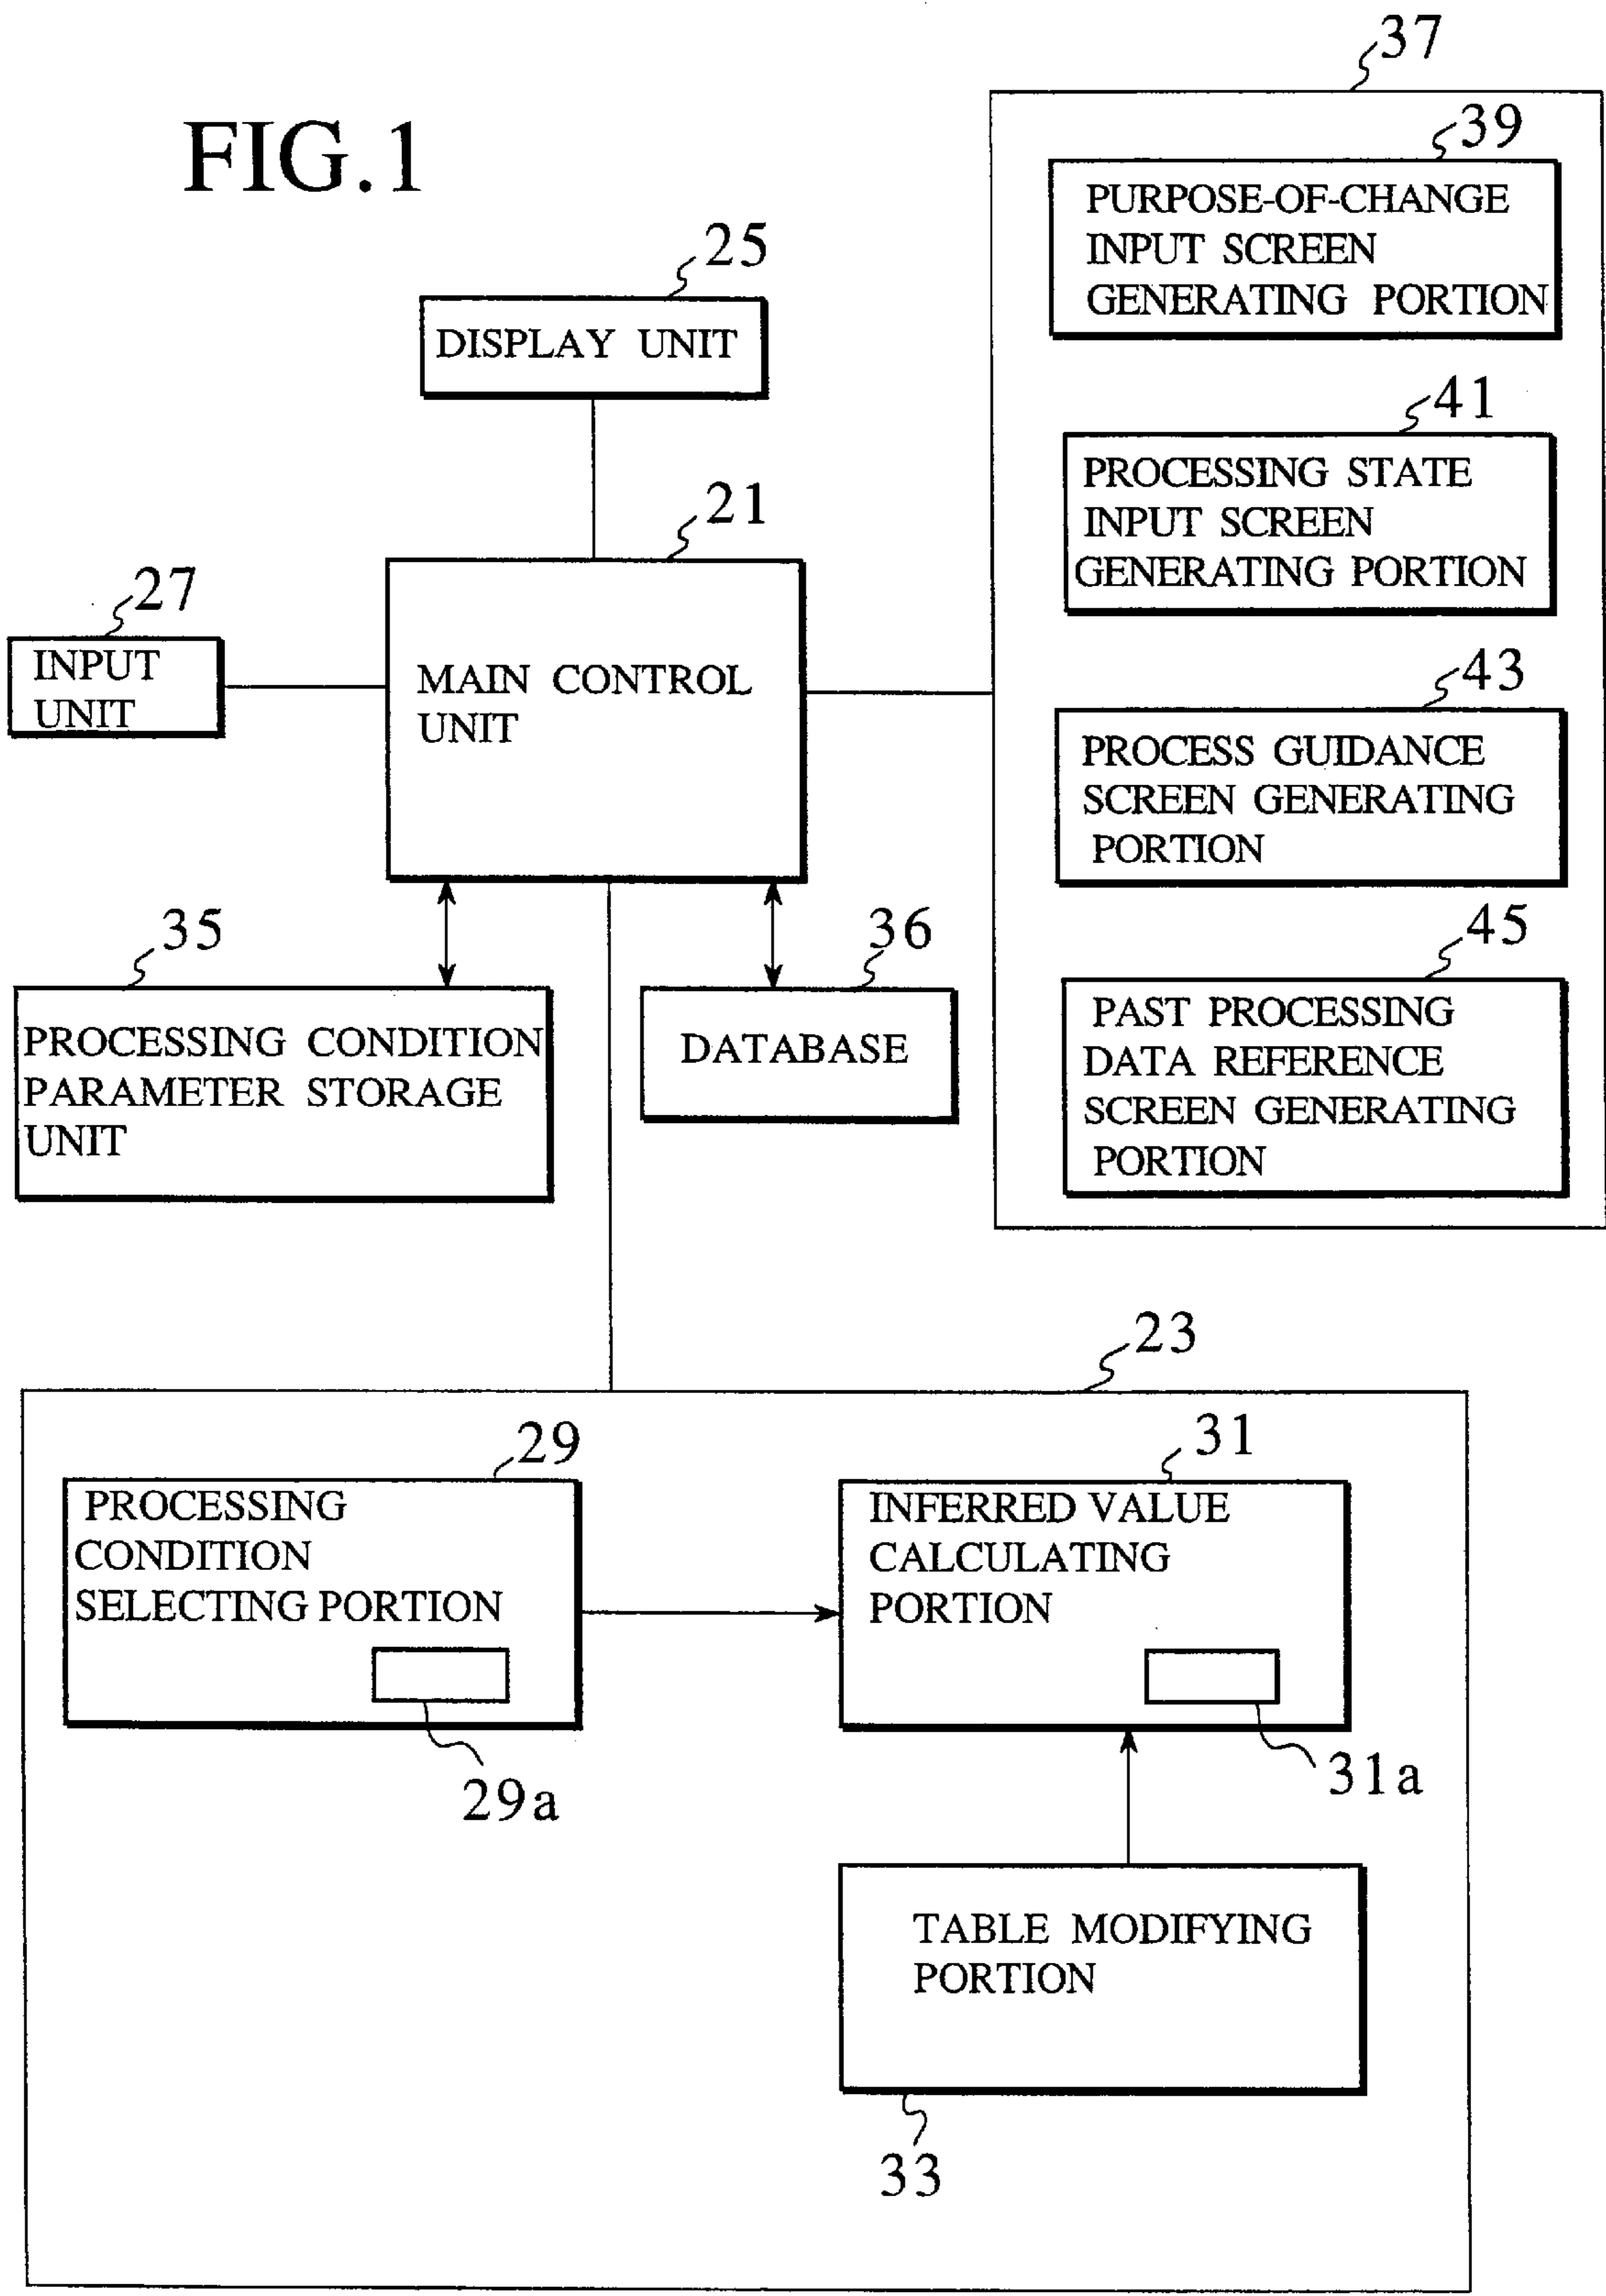 FIG.1
37
39
PURPOSE-OF-CHANGE
INPUT SCREEN
GENERATING PORTION
25
DISPLAY UNIT
41
PROCESSING STATE
INPUT SCREEN
GENERATING PORTION
21
MAIN CONTROL
UNIT
27
INPUT
UNIT
43
PROCESS GUIDANCE
SCREEN GENERATING
PORTION
35
PROCESSING CONDITION
PARAMETER STORAGE
UNIT
36
DATABASE
45
PAST PROCESSING
DATA REFERENCE
SCREEN GENERATING
PORTION
23
29
PROCESSING
CONDITION
SELECTING PORTION
29a
31
INFERRED VALUE
CALCULATING
PORTION
31a
TABLE MODIFYING
PORTION
33